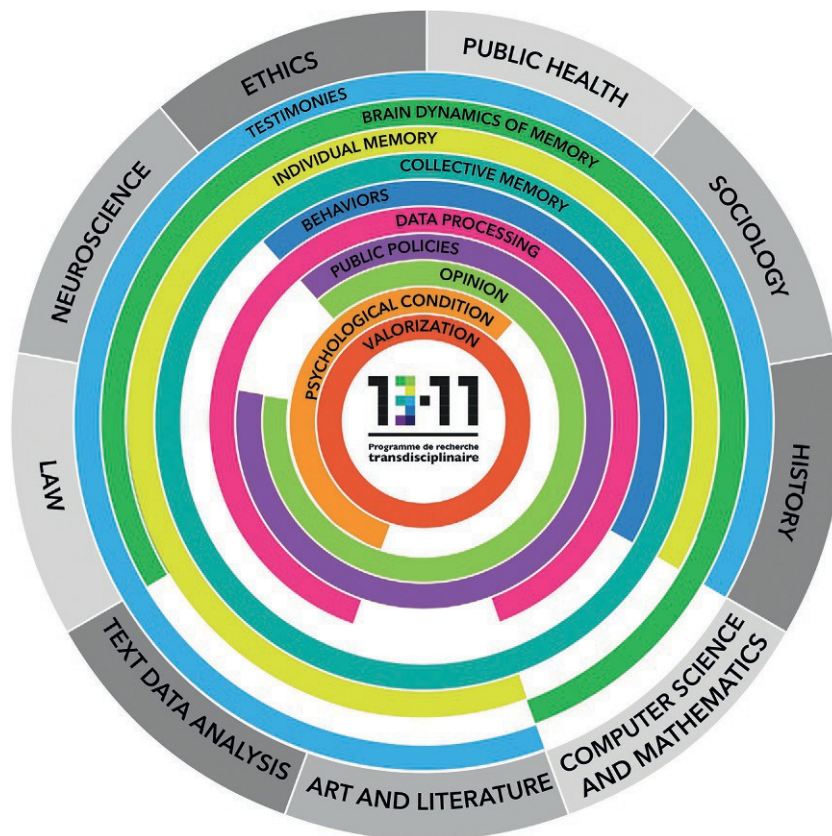 ETHICS
PUBLIC HEALTH
SOCIOLOGY
HISTORY
COMPUTER SCIENCE
AND MATHEMATICS
ART AND LITERATURE
TEXT DATA ANALYSIS
LAW
NEUROSCIENCE
TESTIMONIES
BRAIN DYNAMICS OF MEMORY
INDIVIDUAL MEMORY
COLLECTIVE MEMORY
BEHAVIORS
DATA PROCESSING
PUBLIC POLICIES
OPINION
PSYCHOLOGICAL CONDITION
VALORIZATION
13·11
Programme de recherche
transdisciplinaire